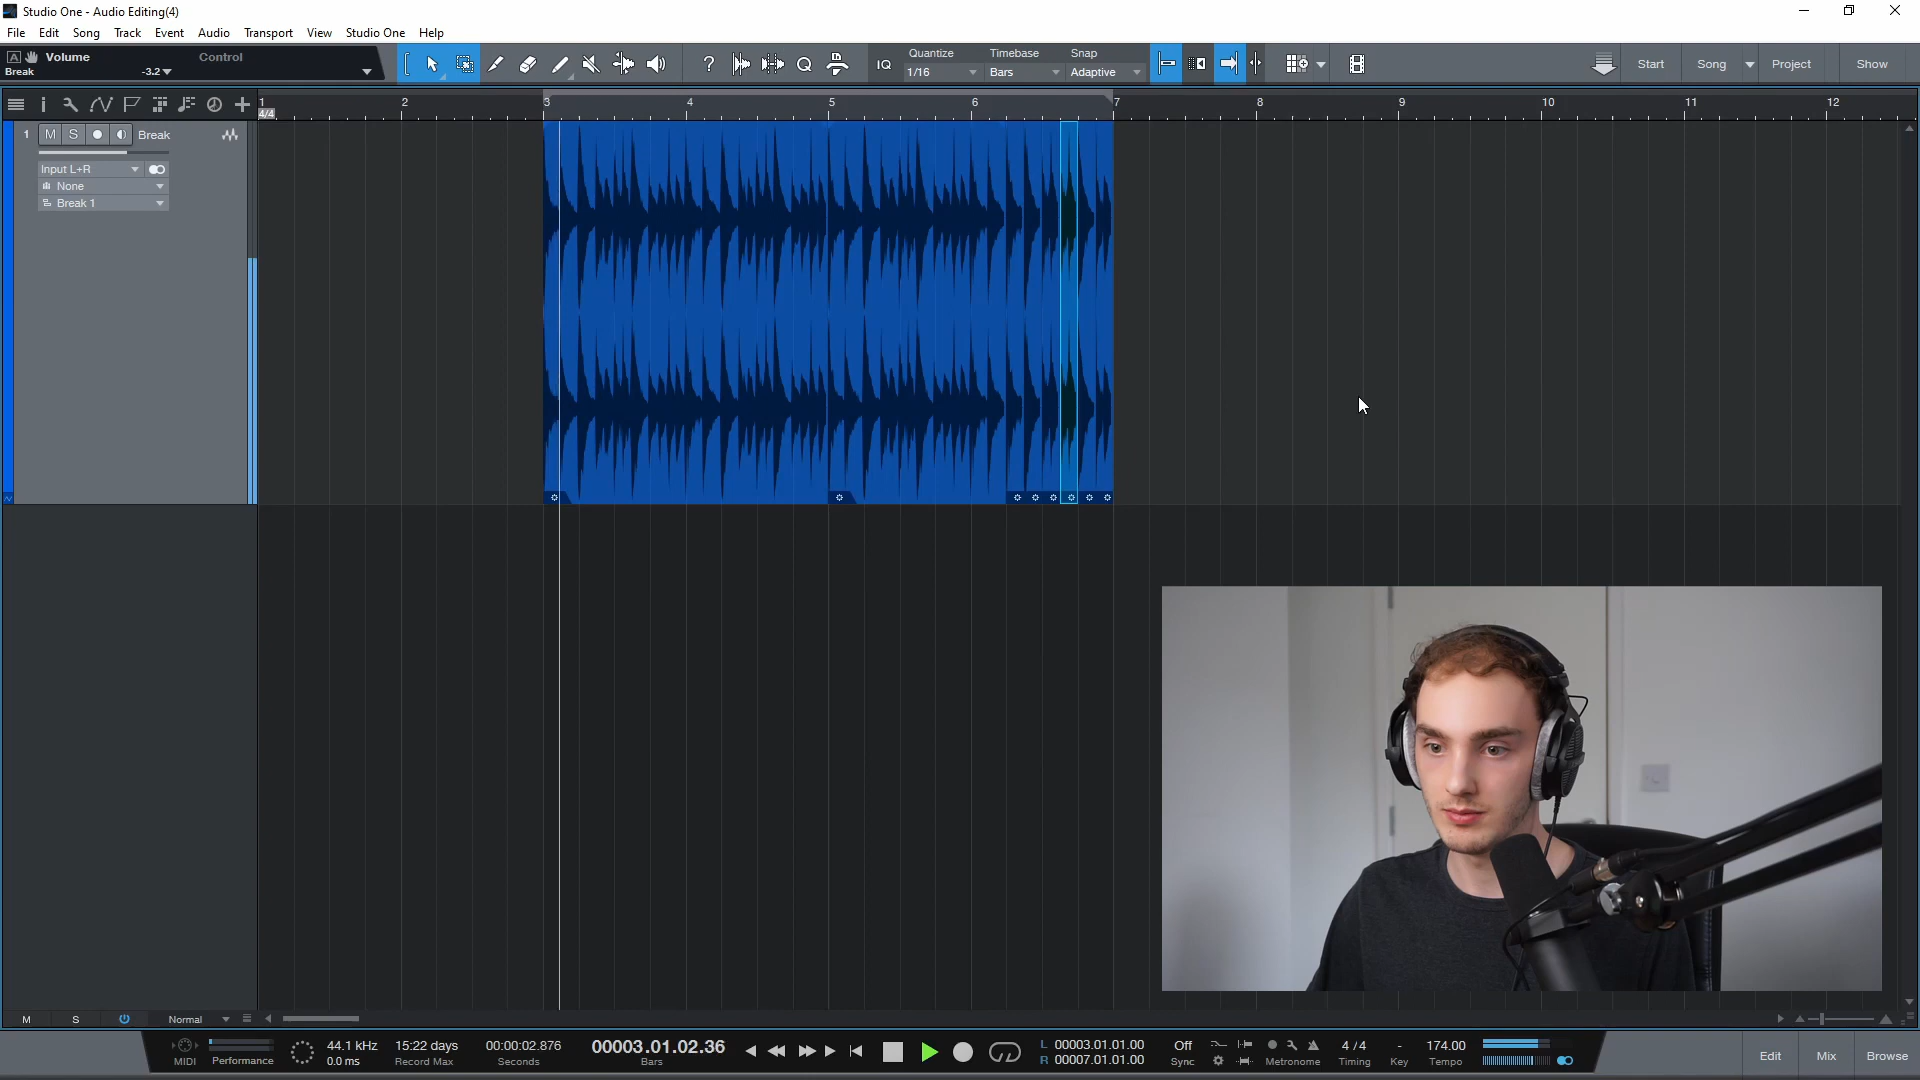 Studio One - Audio Editing(4)
File Edit Song Track Event Audio Transport View Studio One Help
A Volume Control
Break -3.2
? Q IQ
Quantize Timebase Snap
1/16 Bars Adaptive
Start Song Project Show
1 2 3 4 5 6 7 8 9 10 11 12
4/4
1 M S Break
Input L+R
None
Break 1
M S Normal
MIDI Performance
44.1 kHz
0.0 ms
15:22 days
Record Max
00:00:02.876
Seconds
00003.01.02.36
Bars
L 00003.01.01.00
R 00007.01.01.00
Off
Sync
Metronome
4 / 4
Timing
-
Key
174.00
Tempo
Edit Mix Browse